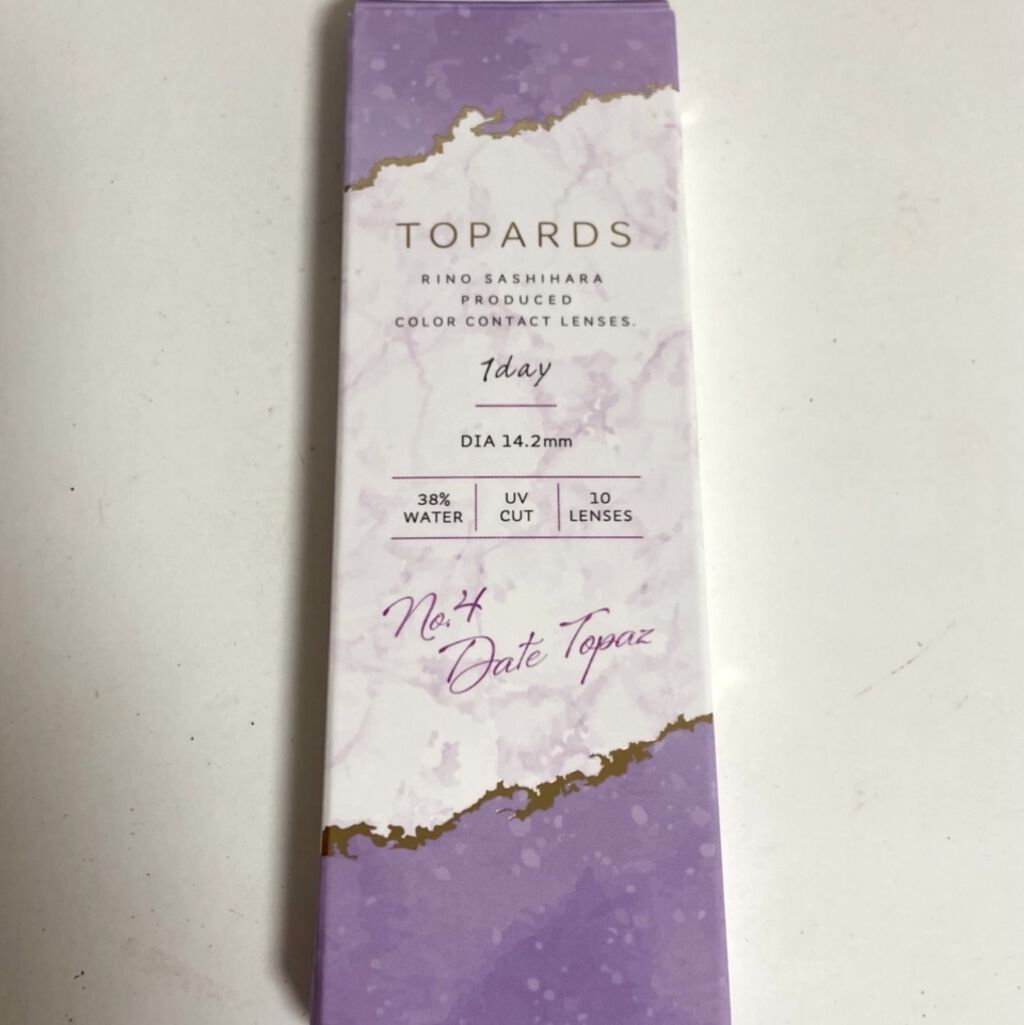 TOPARDS
RINO SASHIHARA
PRODUCED
COLOR CONTACT LENSES.
1day
DIA 14.2mm
38%
WATER
UV
CUT
10
LENSES
No.4
Date Topaz